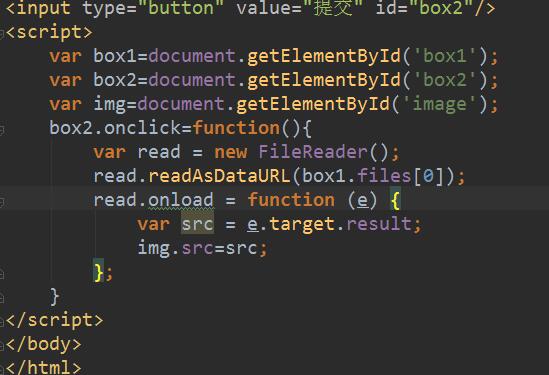 <input type="button" value="提交" id="box2"/>
<script>
var box1=document.getElementById('box1');
var box2=document.getElementById('box2');
var img=document.getElementById('image');
box2.onclick=function(){
var read = new FileReader();
read.readAsDataURL(box1.files[0]);
read.onload = function (e) {
var src = e.target.result;
img.src=src;
};
}
</script>
</body>
</html>